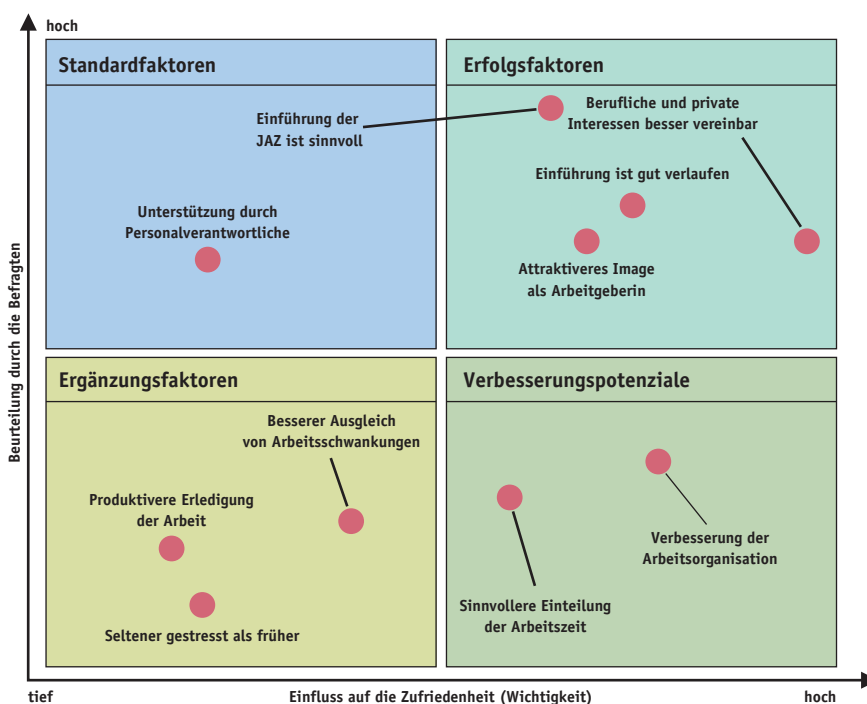 hoch
Standardfaktoren
Einführung der
JAZ ist sinnvoll
Unterstützung durch
Personalverantwortliche
Erfolgsfaktoren
Berufliche und private
Interessen besser vereinbar
Einführung ist gut verlaufen
Attraktiveres Image
als Arbeitgeberin
Beurteilung durch die Befragten
Ergänzungsfaktoren
Besserer Ausgleich
von Arbeitsschwankungen
Produktivere Erledigung
der Arbeit
Seltener gestresst als früher
Verbesserungspotenziale
Verbesserung der
Arbeitsorganisation
Sinnvollere Einteilung
der Arbeitszeit
tief
Einfluss auf die Zufriedenheit (Wichtigkeit)
hoch